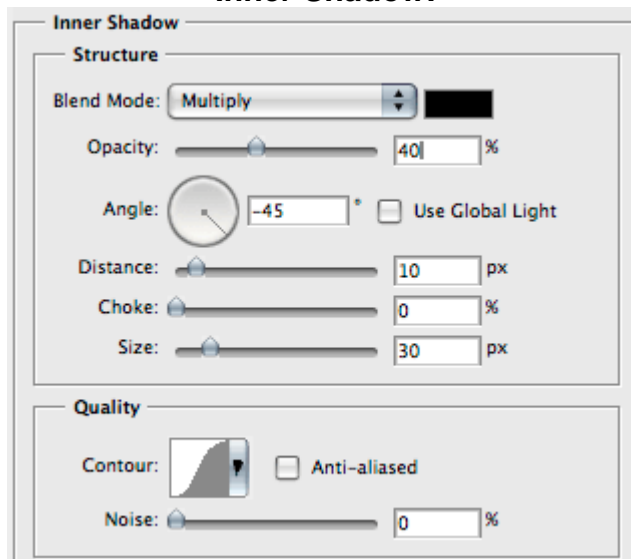 Inner Shadow
Structure
Blend Mode: Multiply
Opacity: 40 %
Angle: -45 ° Use Global Light
Distance: 10 px
Choke: 0 %
Size: 30 px
Quality
Contour: Anti-aliased
Noise: 0 %